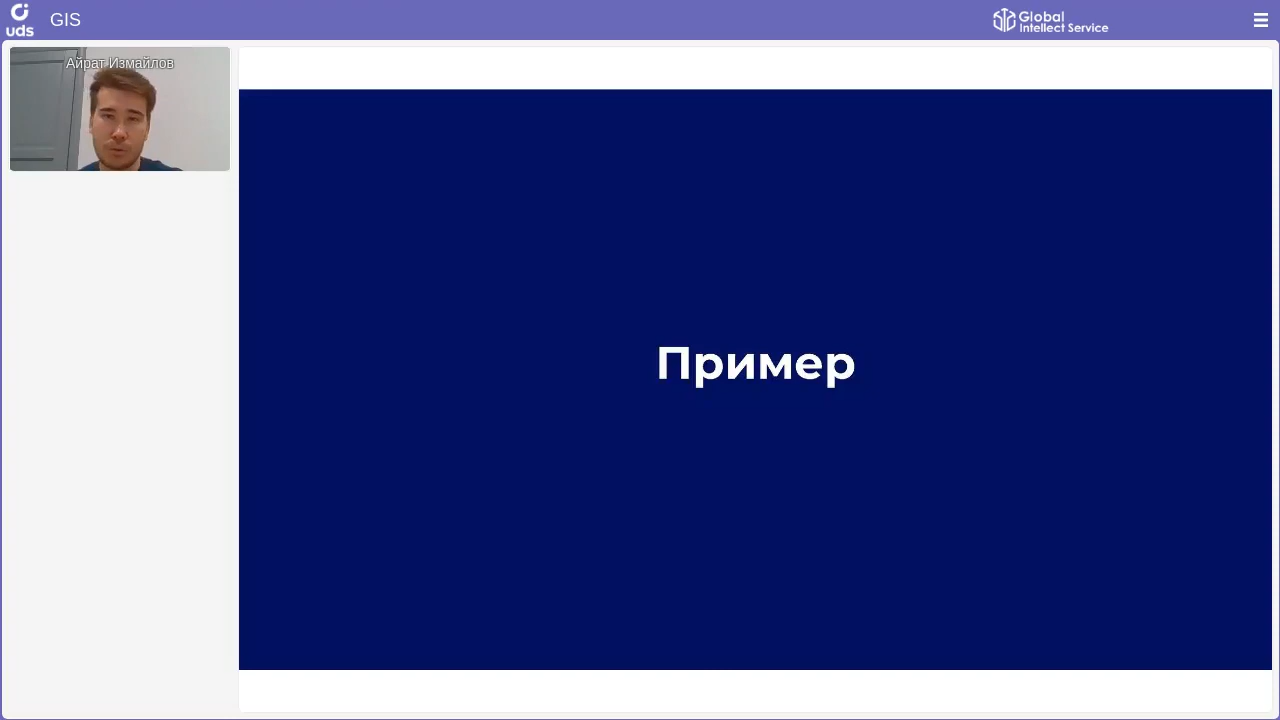 uds
GIS
Global
Intellect Service
Айрат Измайлов
Пример